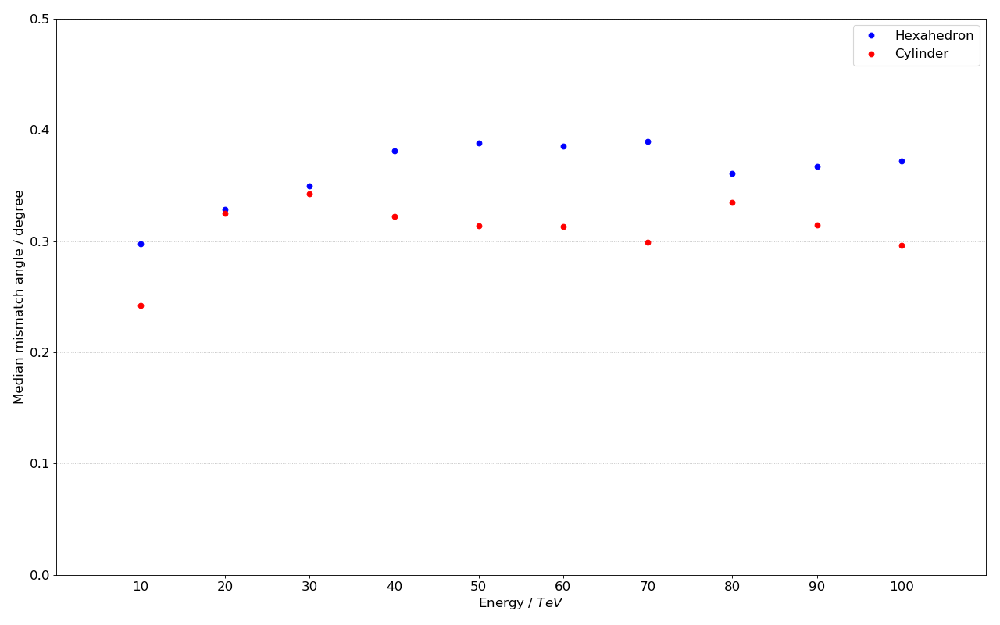 0.5
0.4
0.3
0.2
0.1
0.0
Median mismatch angle / degree
Hexahedron
Cylinder
10 20 30 40 50 60 70 80 90 100
Energy / TeV